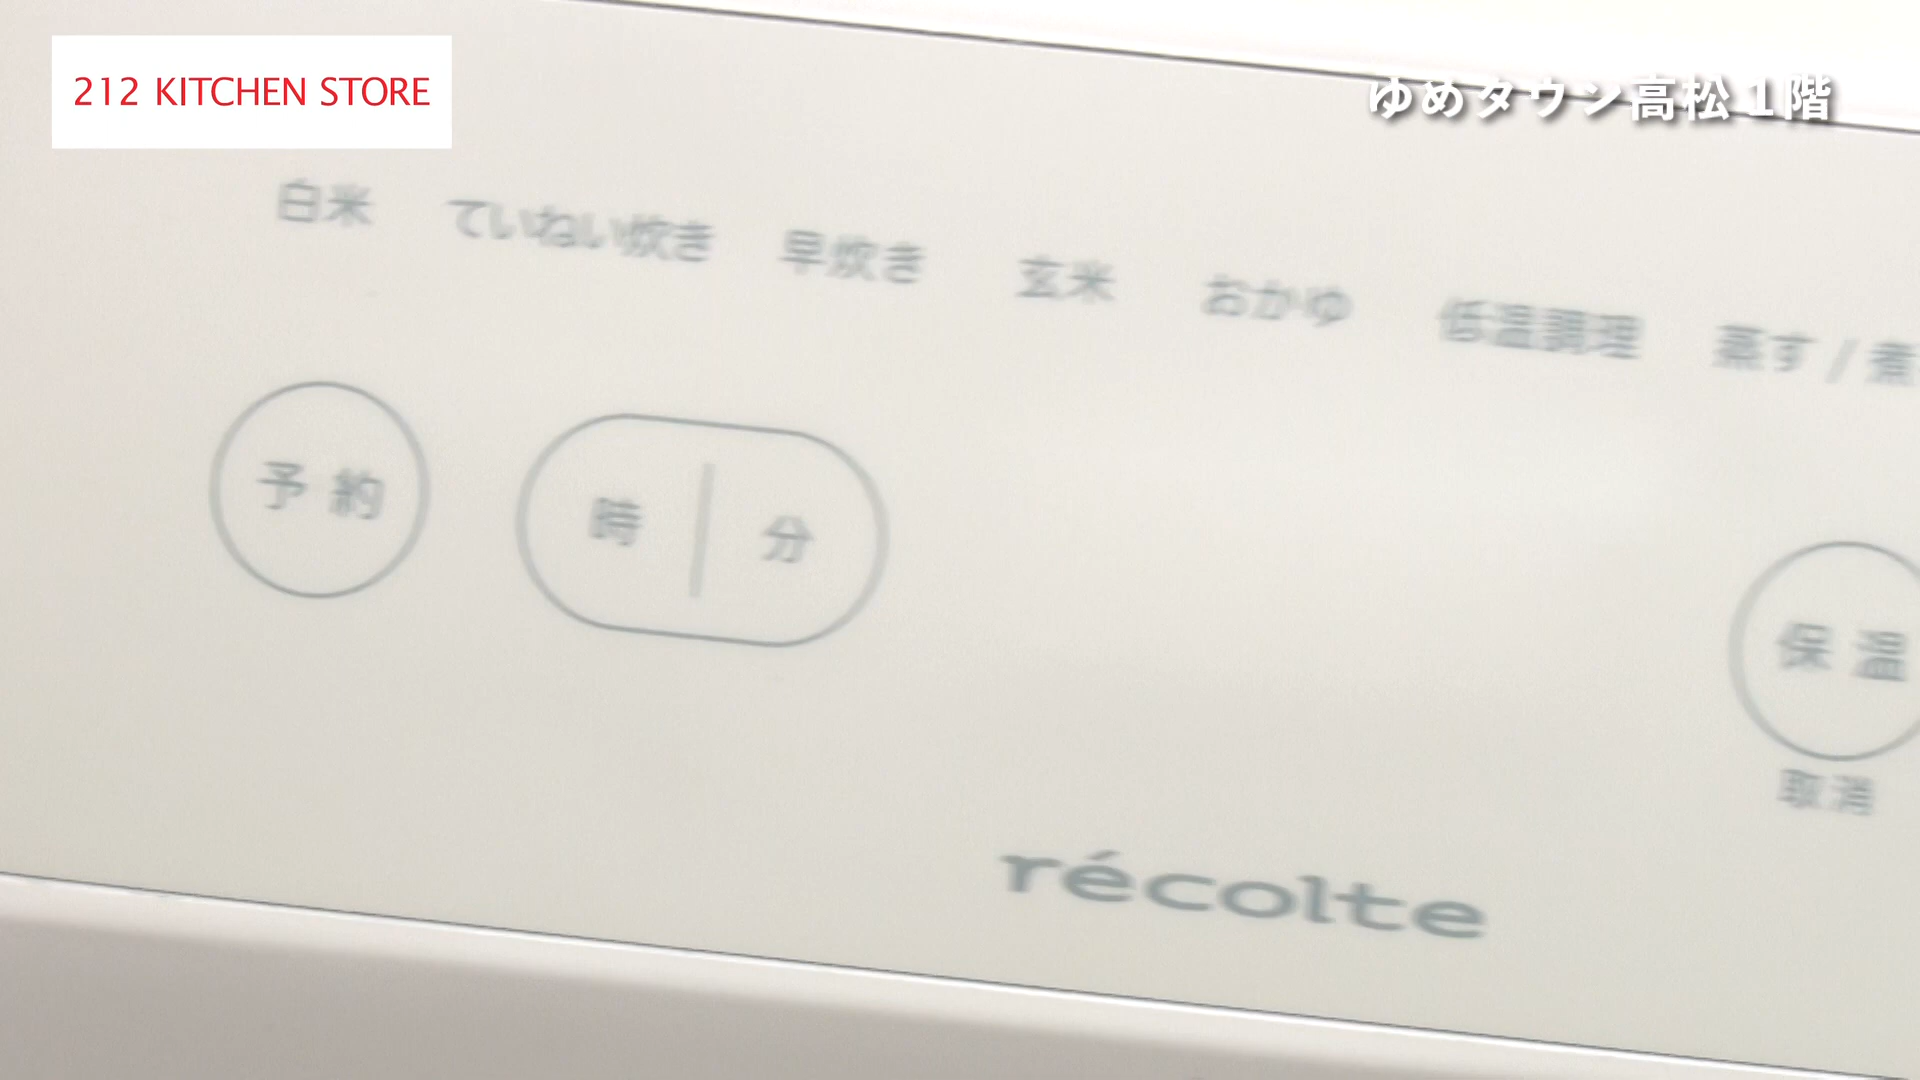 212 KITCHEN STORE
ゆめタウン高松1階
白米 ていねい炊き 早炊き 玄米 おかゆ 低温調理 蒸す / 煮
予約 時 分
保温
取消
récolte